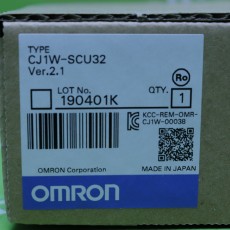 TYPE
CJ1W-SCU32
Ver.2.1
LOT No.
190401K
QTY.
1
Ro
KCC-REM-OMR-
CJ1W-00038
OMRON Corporation
MADE IN JAPAN
OMRON